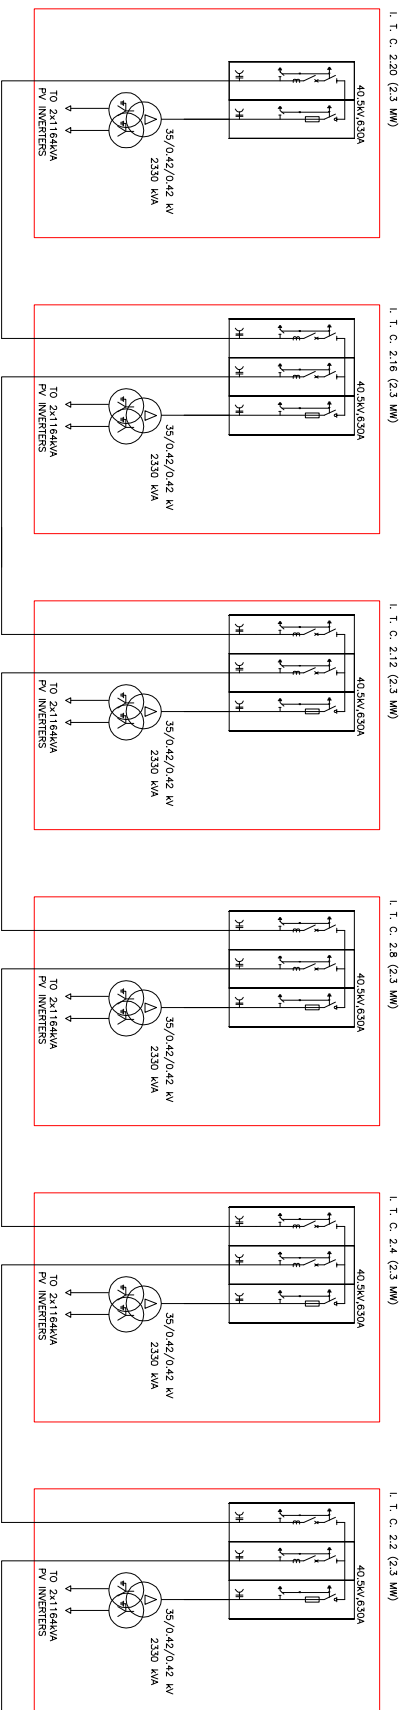 I. T. C. 2.20 (2.3 MW)
40.5kV,630A
35/0.42/0.42 kV
2330 kVA
TO 2x1164kVA
PV INVERTERS
I. T. C. 2.16 (2.3 MW)
40.5kV,630A
35/0.42/0.42 kV
2330 kVA
TO 2x1164kVA
PV INVERTERS
I. T. C. 2.12 (2.3 MW)
40.5kV,630A
35/0.42/0.42 kV
2330 kVA
TO 2x1164kVA
PV INVERTERS
I. T. C. 2.8 (2.3 MW)
40.5kV,630A
35/0.42/0.42 kV
2330 kVA
TO 2x1164kVA
PV INVERTERS
I. T. C. 2.4 (2.3 MW)
40.5kV,630A
35/0.42/0.42 kV
2330 kVA
TO 2x1164kVA
PV INVERTERS
I. T. C. 2.2 (2.3 MW)
40.5kV,630A
35/0.42/0.42 kV
2330 kVA
TO 2x1164kVA
PV INVERTERS